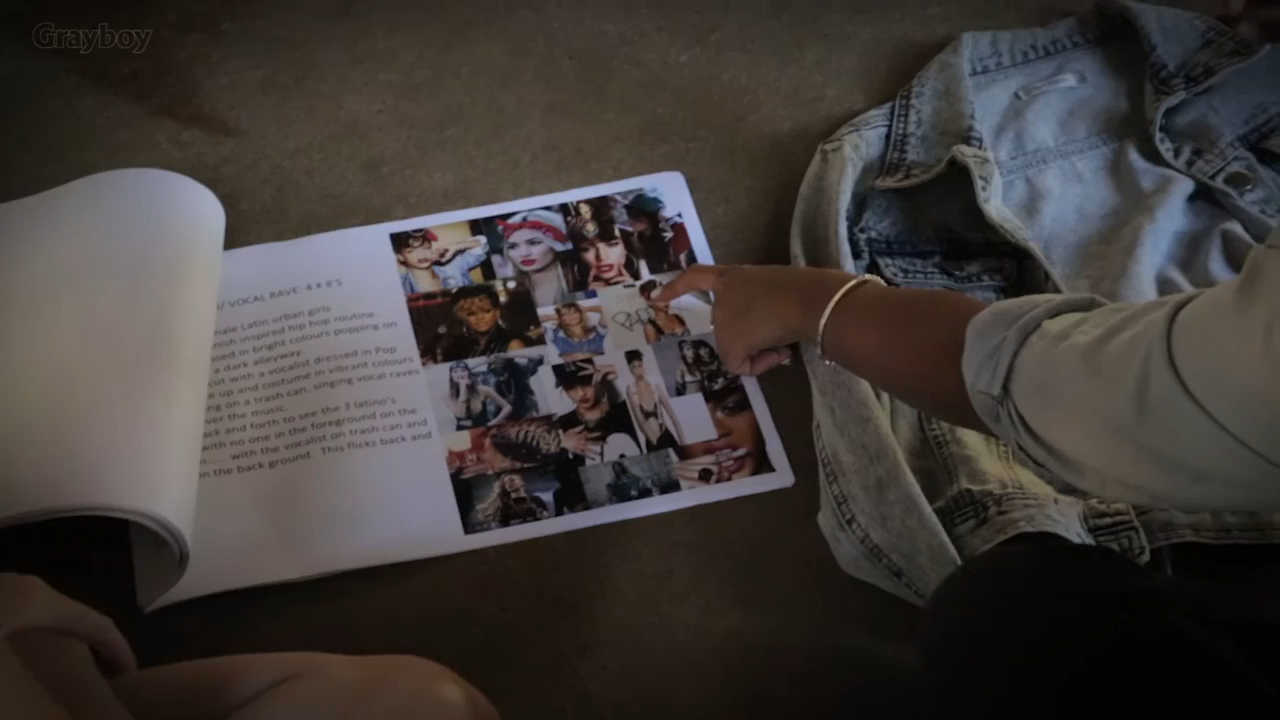 Grayboy
/ VOCAL RAVE: 4 X 8'S
male Latin urban girls
nish inspired hip hop routine.
ssed in bright colours popping on
a dark alleyway.
cut with a vocalist dressed in Pop
e up and costume in vibrant colours
ng on a trash can, singing vocal raves
ver the music.
ack and forth to see the 3 latino's
with no one in the foreground on the
n.... with the vocalist on trash can and
in the back ground. This flicks back and